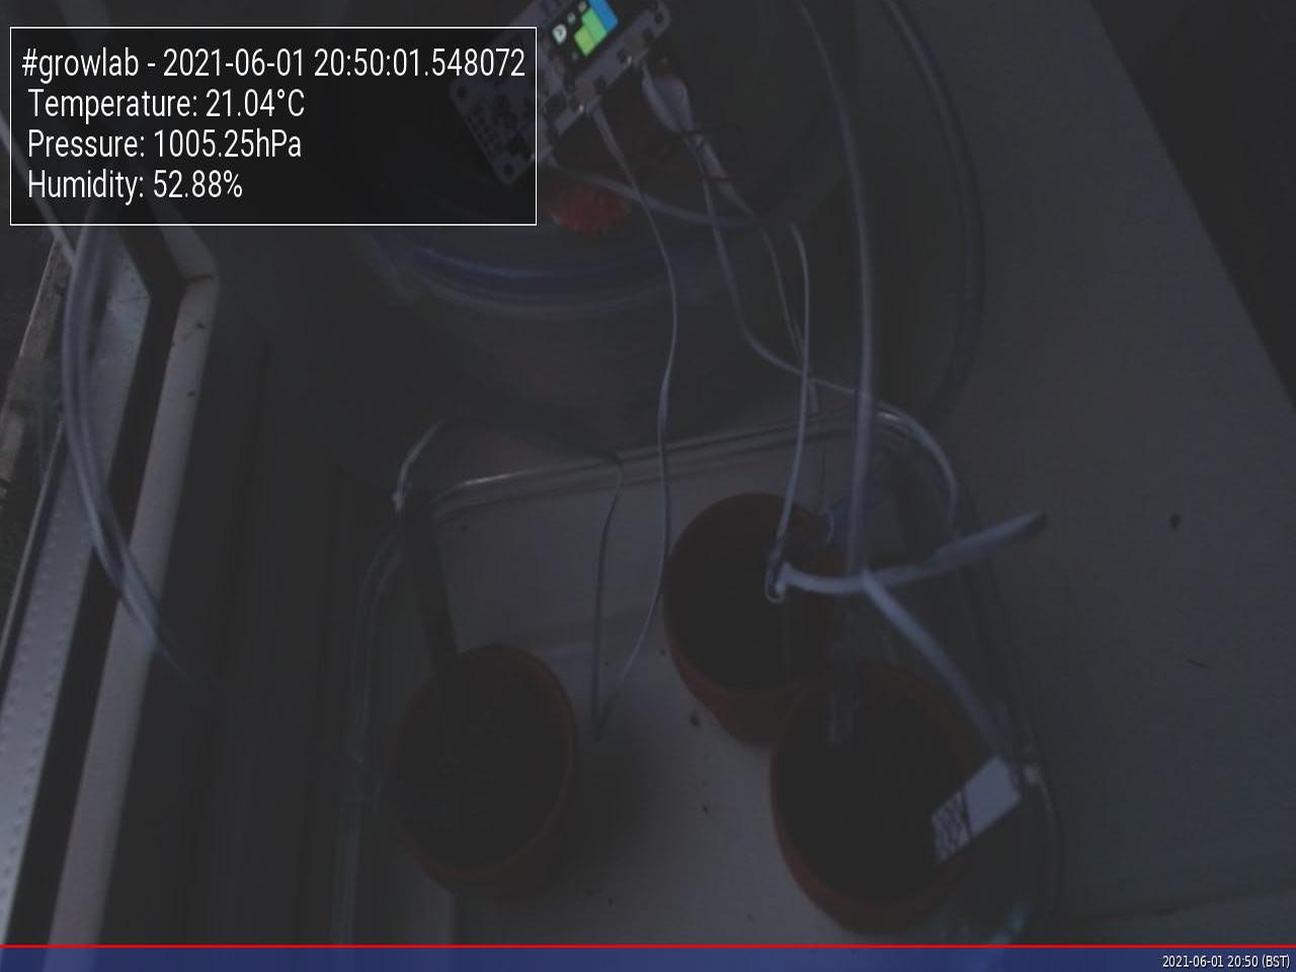 #growlab - 2021-06-01 20:50:01.548072
Temperature: 21.04°C
Pressure: 1005.25hPa
Humidity: 52.88%
2021-06-01 20:50 (BST)